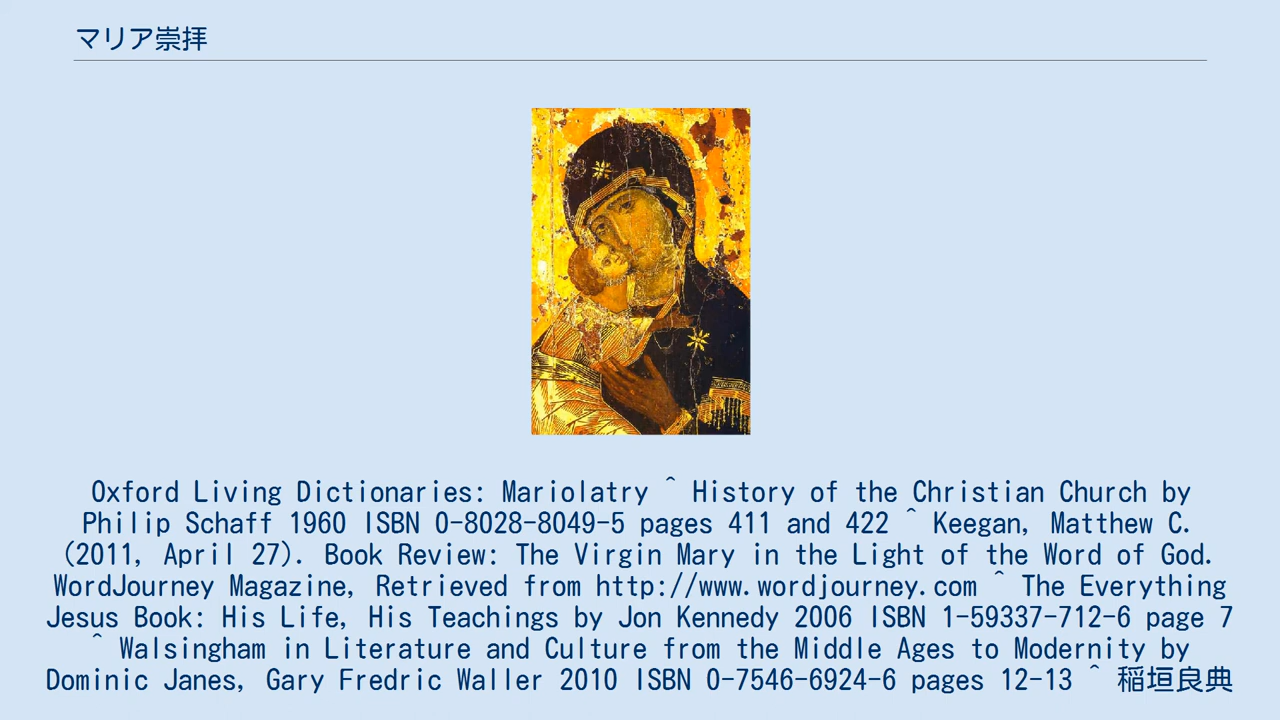 マリア崇拝
Oxford Living Dictionaries: Mariolatry ^ History of the Christian Church by
Philip Schaff 1960 ISBN 0-8028-8049-5 pages 411 and 422 ^ Keegan, Matthew C.
(2011, April 27). Book Review: The Virgin Mary in the Light of the Word of God.
WordJourney Magazine, Retrieved from http://www.wordjourney.com ^ The Everything
Jesus Book: His Life, His Teachings by Jon Kennedy 2006 ISBN 1-59337-712-6 page 7
^ Walsingham in Literature and Culture from the Middle Ages to Modernity by
Dominic Janes, Gary Fredric Waller 2010 ISBN 0-7546-6924-6 pages 12-13 ^ 稲垣良典